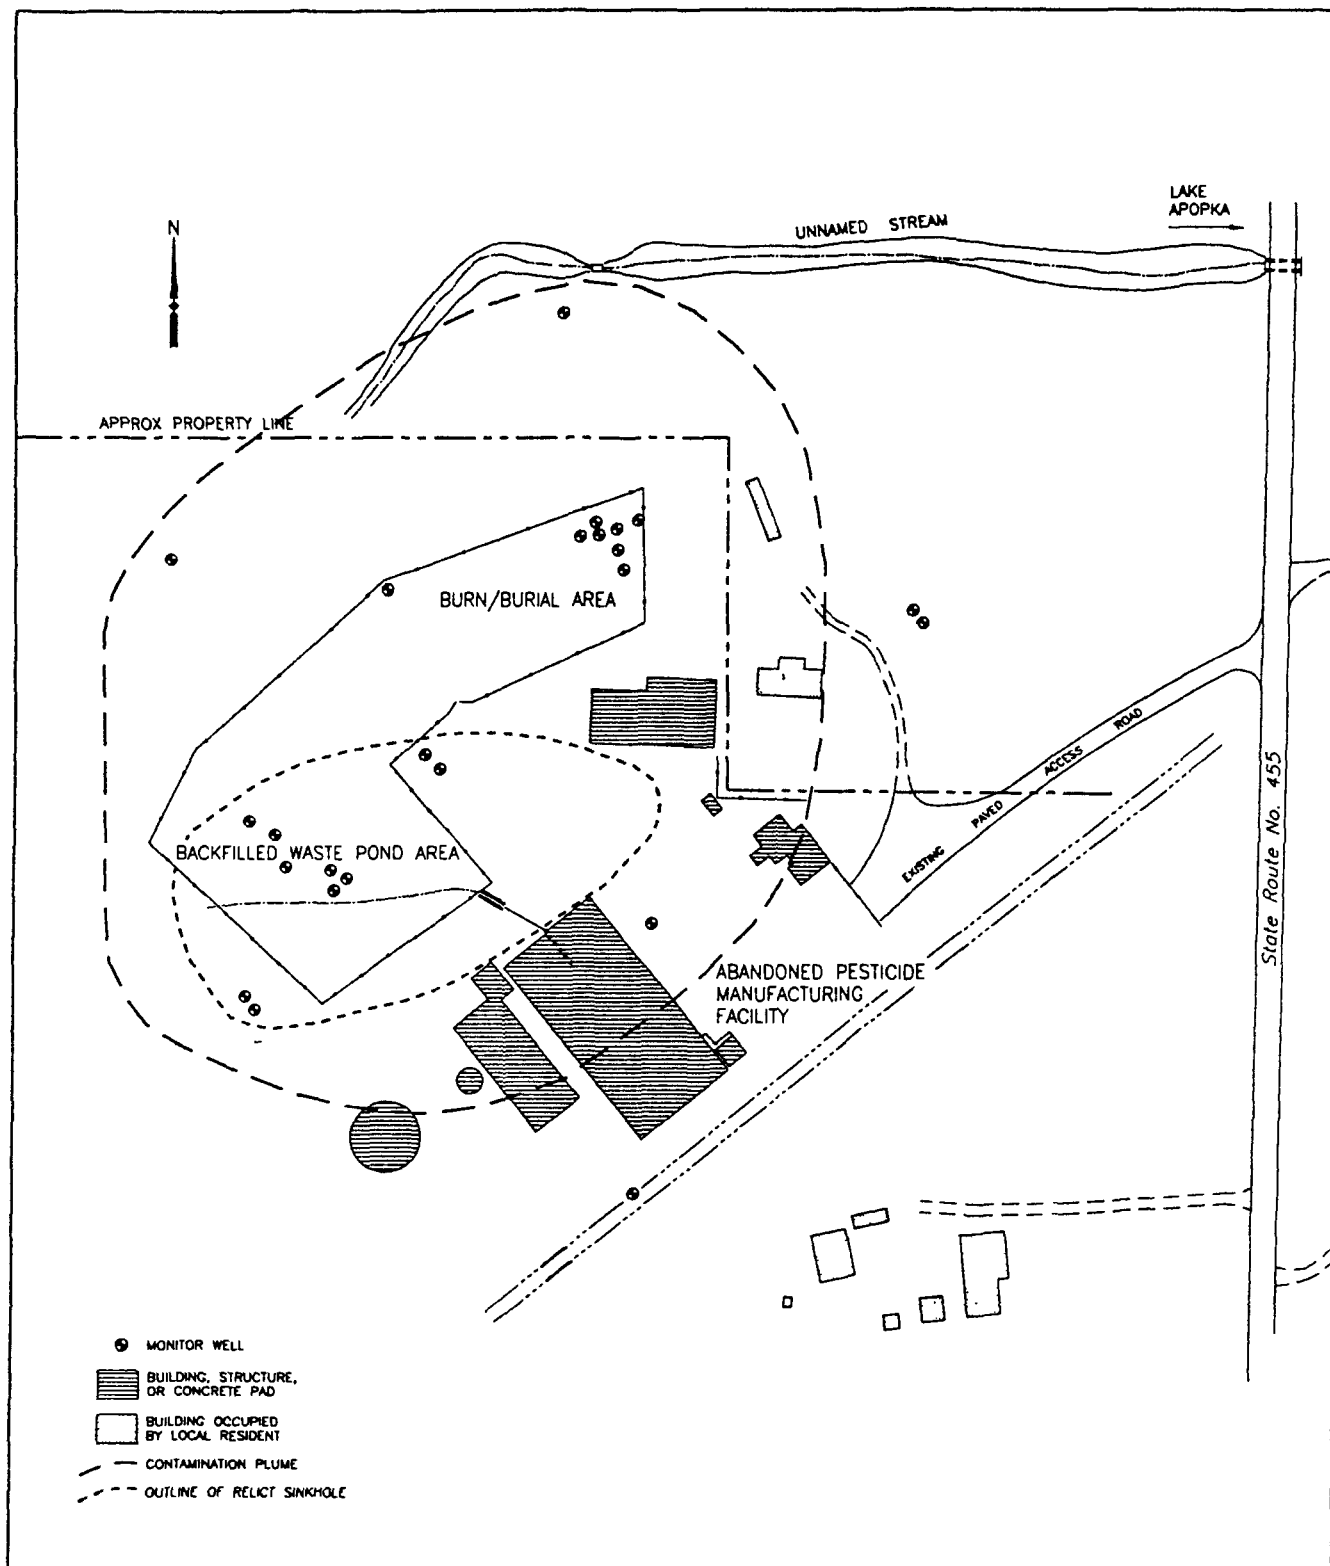 LAKE
APOPKA
UNNAMED STREAM
N
APPROX PROPERTY LINE
BURN/BURIAL AREA
EXISTING PAVED ACCESS ROAD
State Route No. 455
BACKFILLED WASTE POND AREA
ABANDONED PESTICIDE
MANUFACTURING
FACILITY
MONITOR WELL
BUILDING, STRUCTURE,
OR CONCRETE PAD
BUILDING OCCUPIED
BY LOCAL RESIDENT
CONTAMINATION PLUME
OUTLINE OF RELICT SINKHOLE